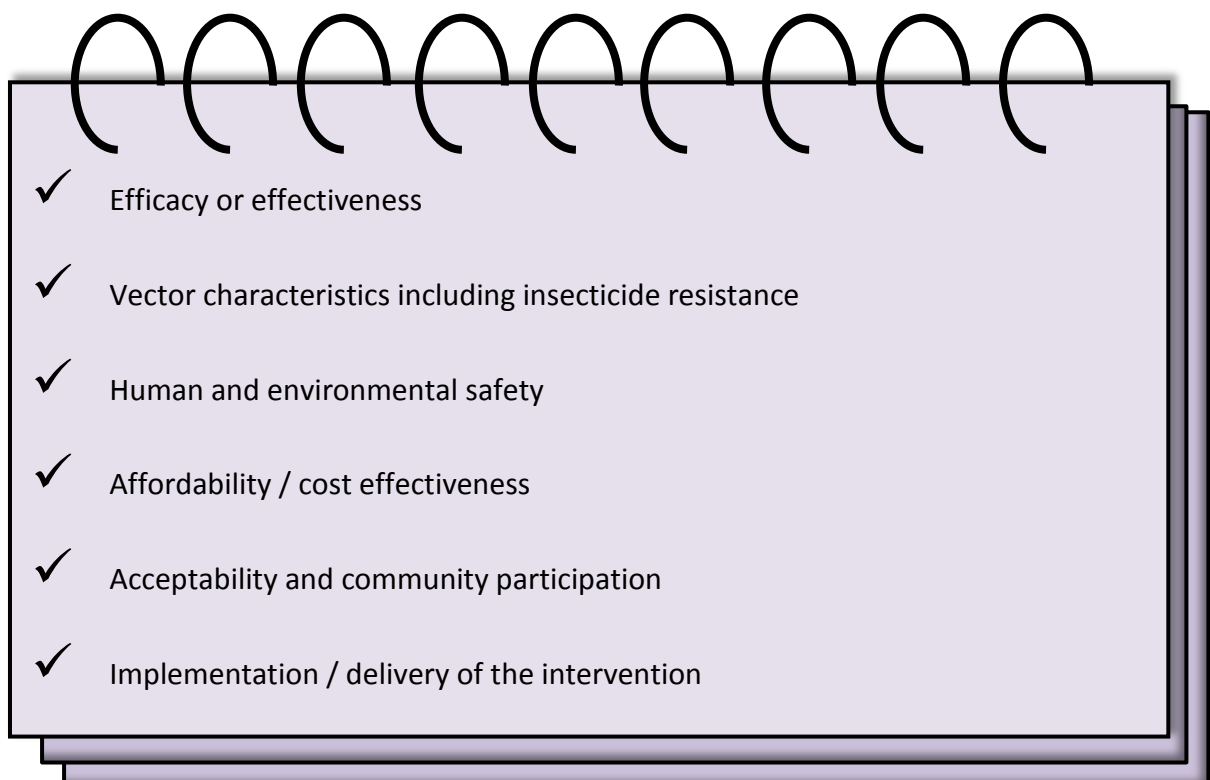 Efficacy or effectiveness
Vector characteristics including insecticide resistance
Human and environmental safety
Affordability / cost effectiveness
Acceptability and community participation
Implementation / delivery of the intervention